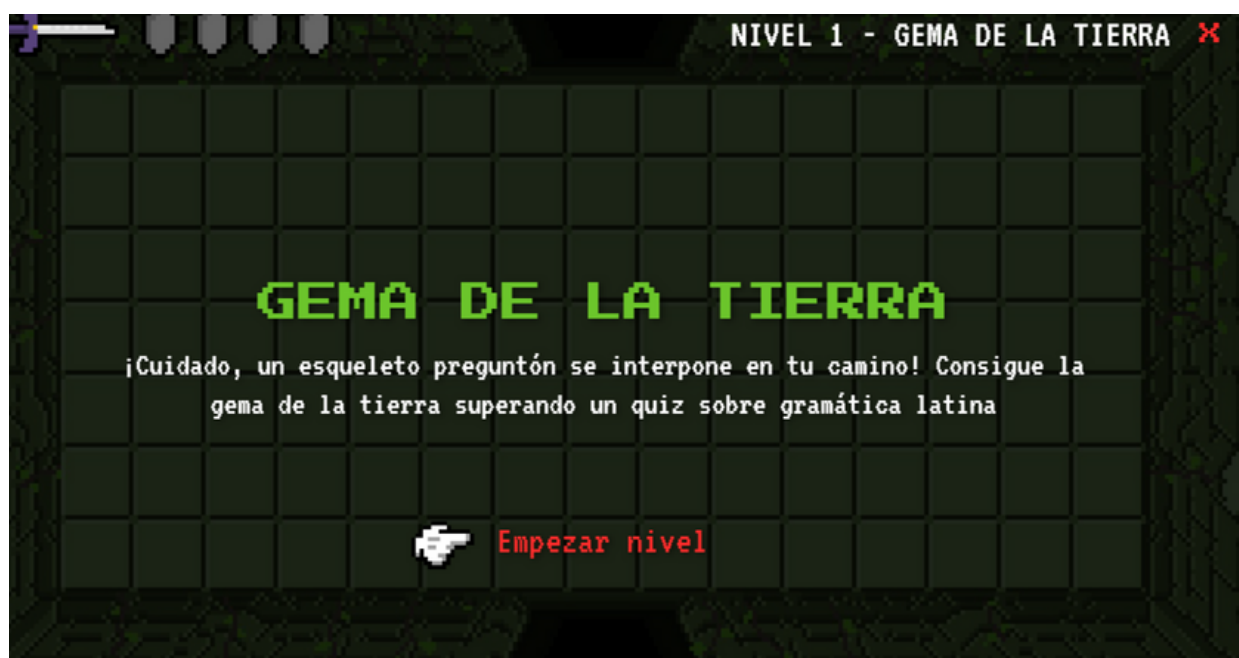 NIVEL 1 - GEMA DE LA TIERRA X
GEMA DE LA TIERRA
¡Cuidado, un esqueleto preguntón se interpone en tu camino! Consigue la
gema de la tierra superando un quiz sobre gramática latina
Empezar nivel